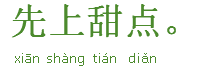 先上甜点。
xiān shàng tián diǎn